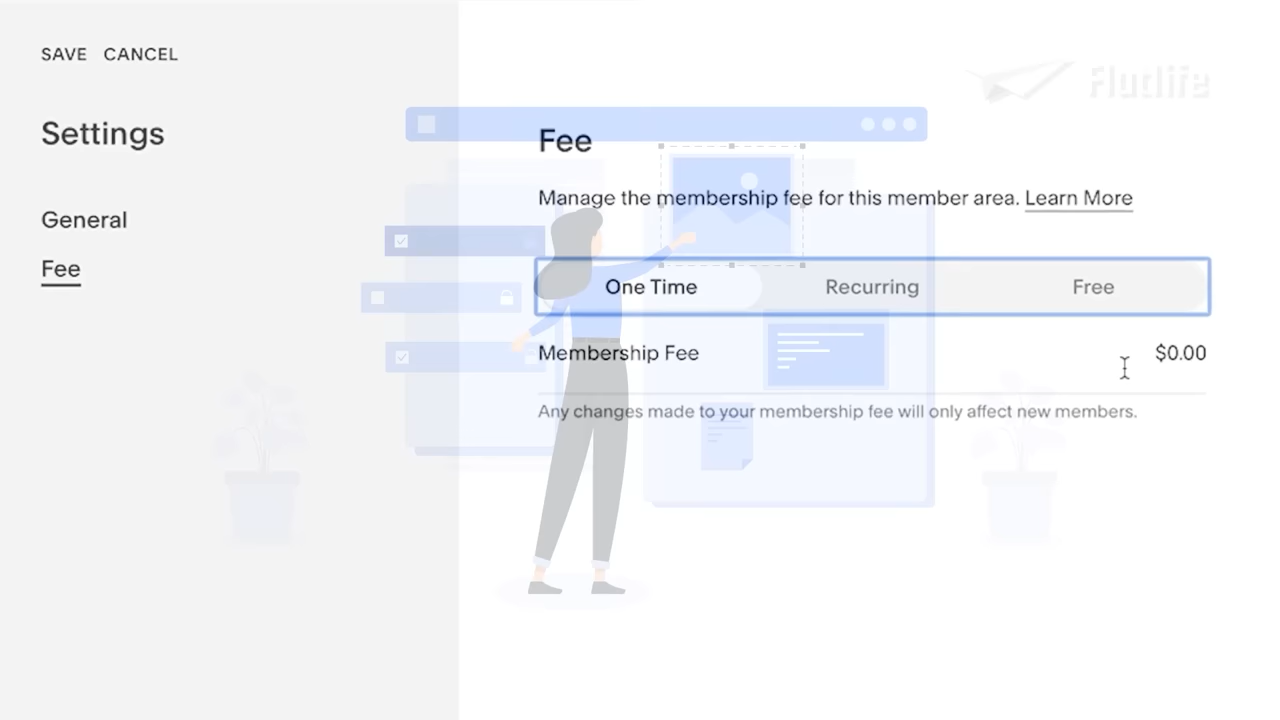 SAVE CANCEL
Flutlife
Settings
Fee
Manage the membership fee for this member area. Learn More
General
Fee
One Time Recurring Free
Membership Fee $0.00
Any changes made to your membership fee will only affect new members.